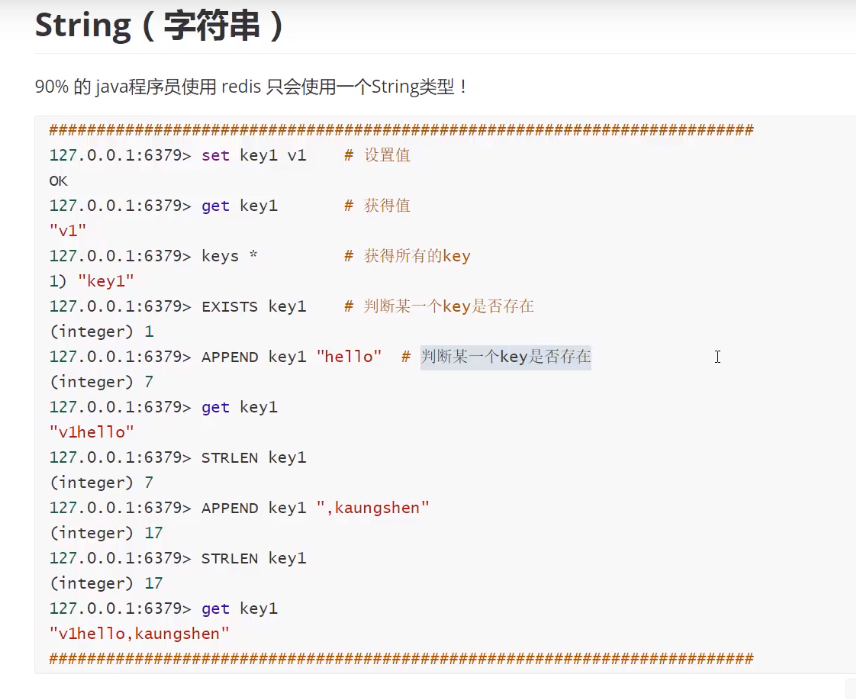 String（字符串）
90% 的 java程序员使用 redis 只会使用一个String类型！
##########################################################################
127.0.0.1:6379> set key1 v1    # 设置值
OK
127.0.0.1:6379> get key1       # 获得值
"v1"
127.0.0.1:6379> keys *         # 获得所有的key
1) "key1"
127.0.0.1:6379> EXISTS key1    # 判断某一个key是否存在
(integer) 1
127.0.0.1:6379> APPEND key1 "hello"  # 判断某一个key是否存在
(integer) 7
127.0.0.1:6379> get key1
"v1hello"
127.0.0.1:6379> STRLEN key1
(integer) 7
127.0.0.1:6379> APPEND key1 ",kaungshen"
(integer) 17
127.0.0.1:6379> STRLEN key1
(integer) 17
127.0.0.1:6379> get key1
"v1hello,kaungshen"
##########################################################################